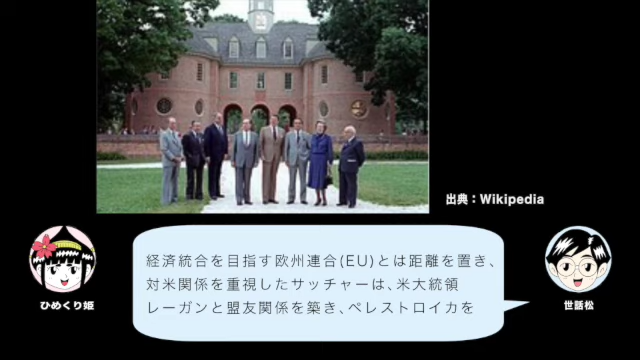 出典：Wikipedia
経済統合を目指す欧州連合(EU)とは距離を置き、
対米関係を重視したサッチャーは、米大統領
レーガンと盟友関係を築き、ペレストロイカを
ひめくり姫
世話松